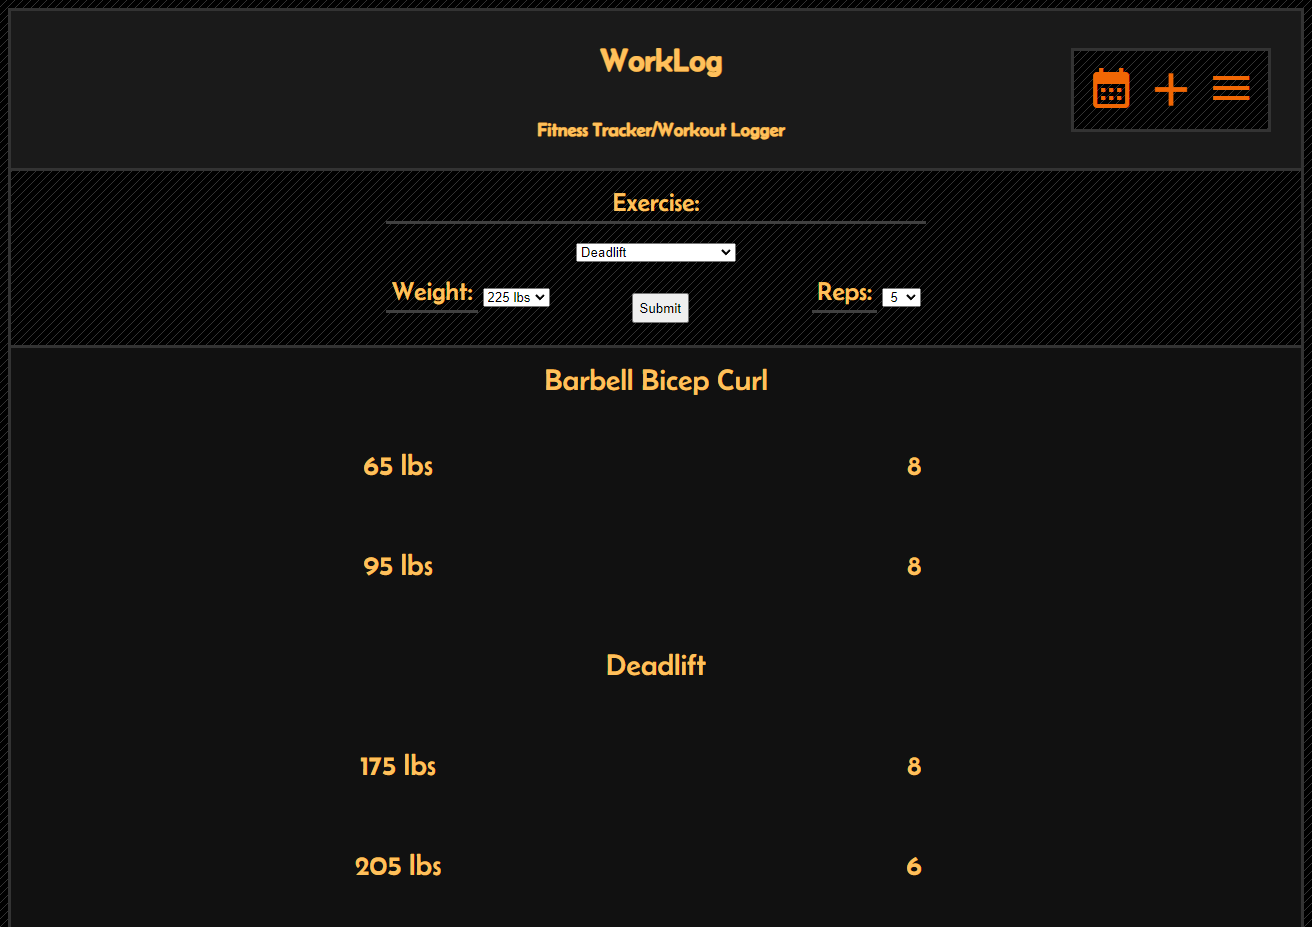 WorkLog
Fitness Tracker/Workout Logger
Exercise:
Deadlift
Weight: 225 lbs Submit Reps: 5
Barbell Bicep Curl
65 lbs 8
95 lbs 8
Deadlift
175 lbs 8
205 lbs 6